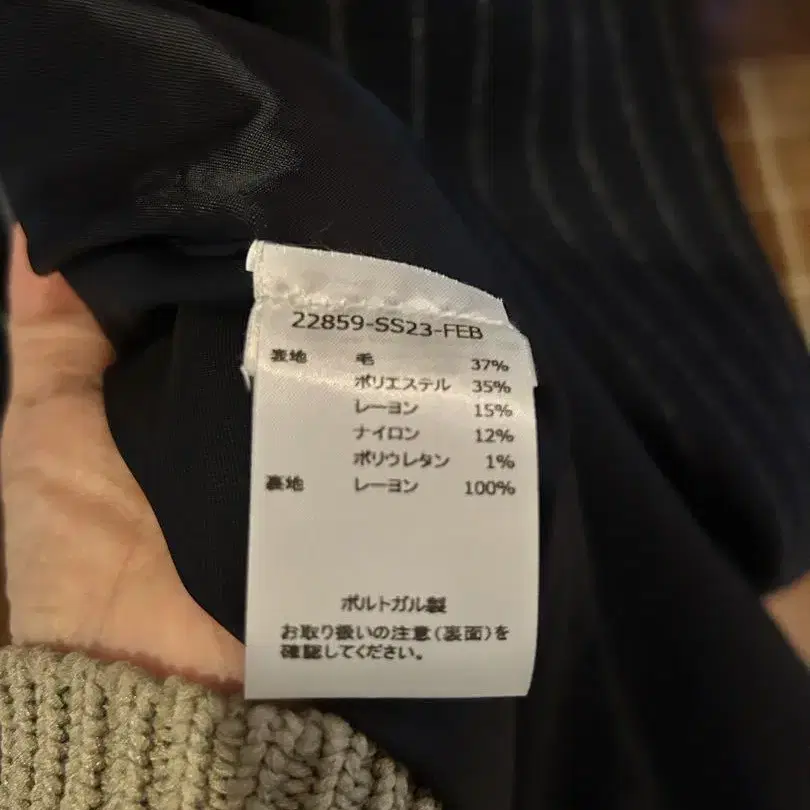 22859-SS23-FEB
表地 毛 37%
ポリエステル 35%
レーヨン 15%
ナイロン 12%
ポリウレタン 1%
裏地 レーヨン 100%
ポルトガル製
お取り扱いの注意(裏面)を
確認してください。